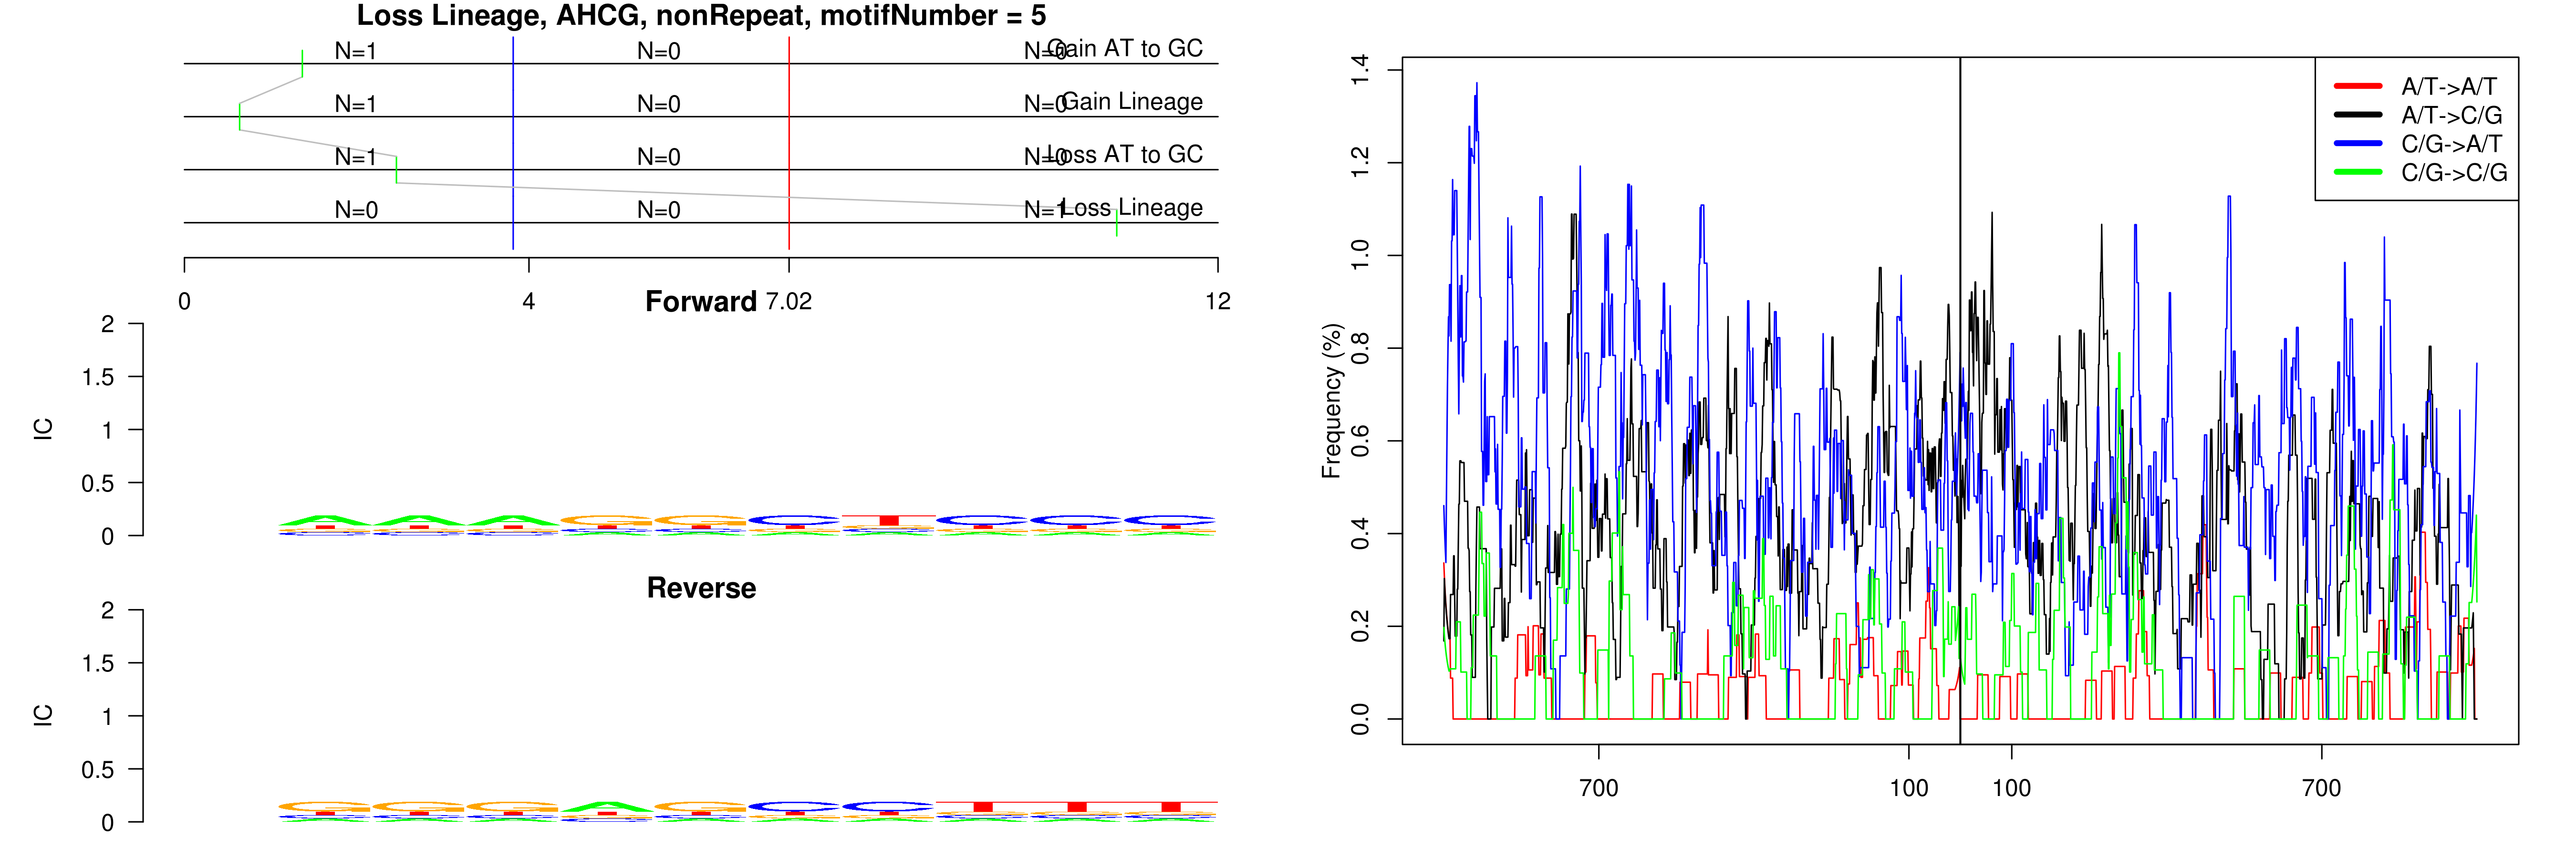 Loss Lineage, AHCG, nonRepeat, motifNumber = 5
N=1 N=0 N=0 Gain AT to GC
N=1 N=0 N=0 Gain Lineage
N=1 N=0 N=0 Loss AT to GC
N=0 N=0 N=1 Loss Lineage
0 4 7.02 12
Forward
2
1.5
1
0.5
0
IC
AAAGGCTCCC
Reverse
2
1.5
1
0.5
0
IC
GGGAGCCTTT
1.4
1.2
1.0
0.8
0.6
0.4
0.2
0.0
Frequency (%)
A/T->A/T
A/T->C/G
C/G->A/T
C/G->C/G
700 100 100 700